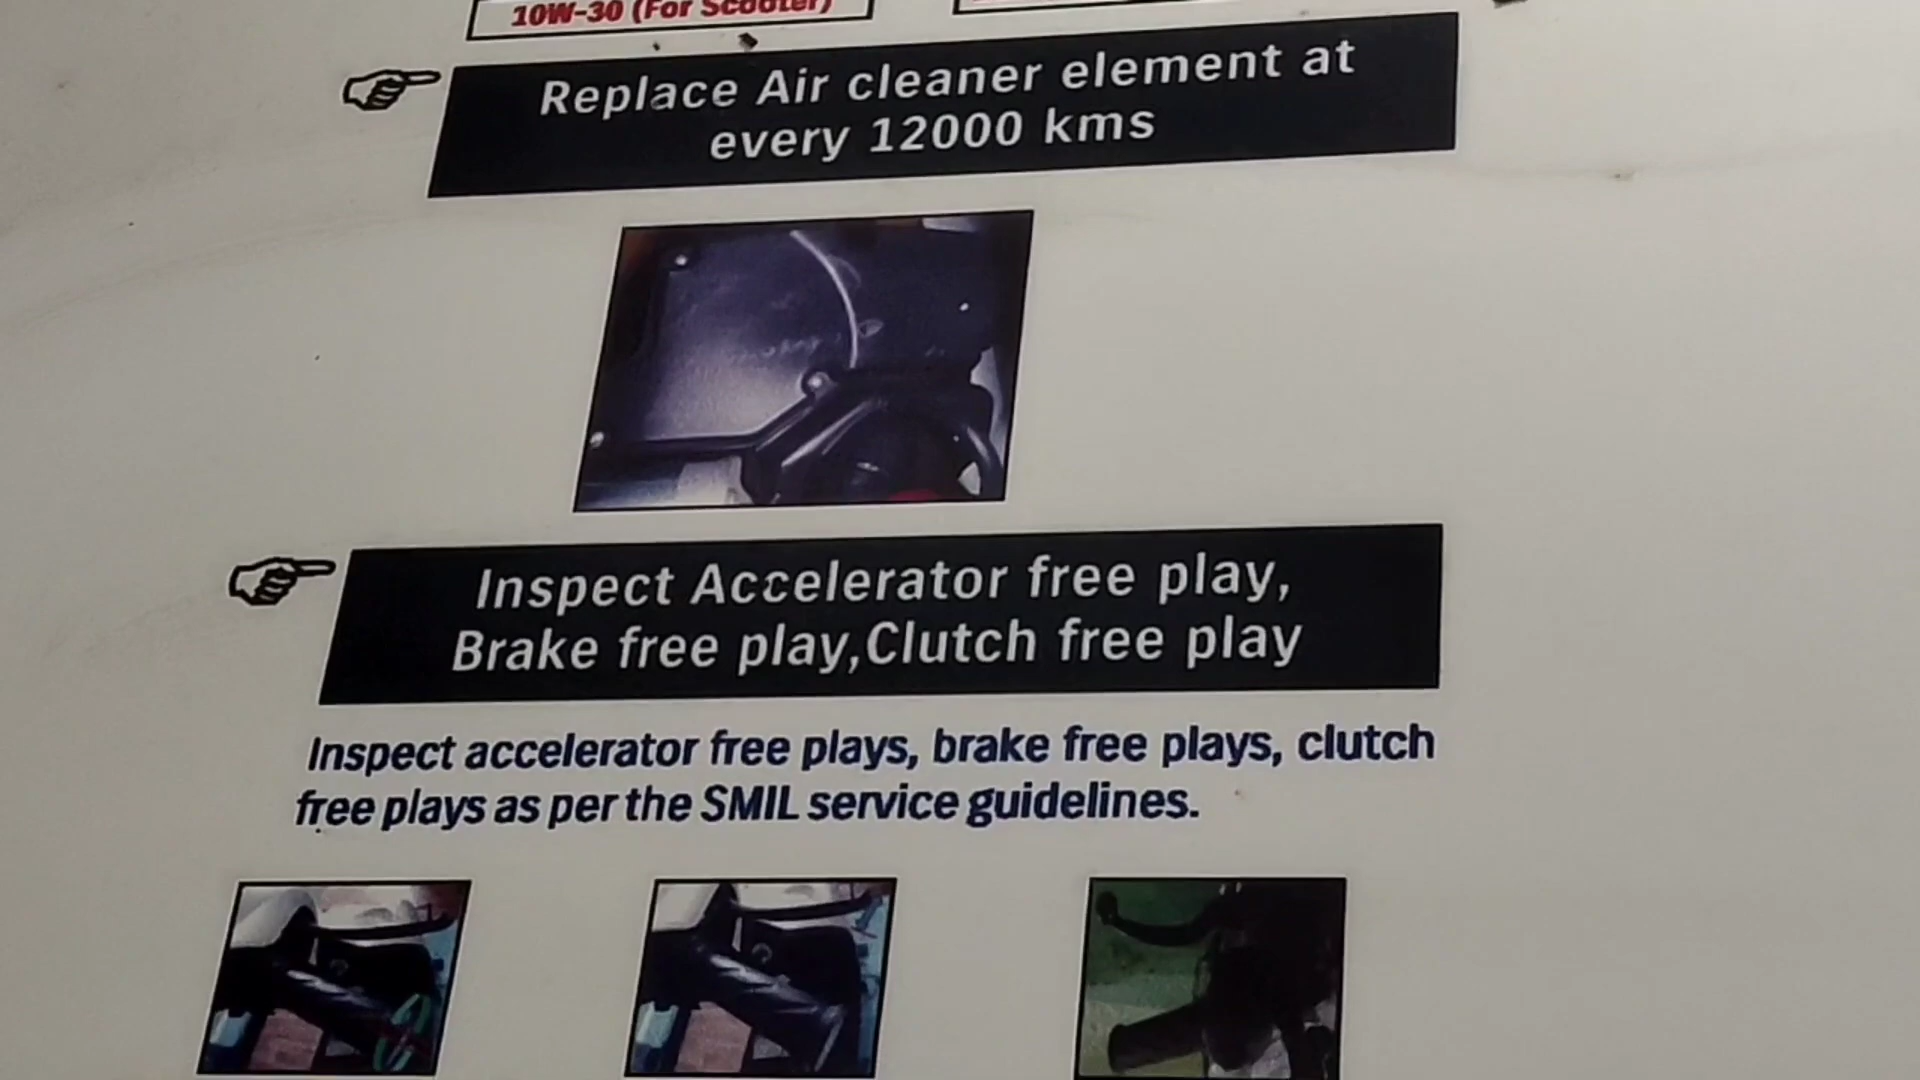 10W-30 (For Scooter)
Replace Air cleaner element at
every 12000 kms
Inspect Accelerator free play,
Brake free play,Clutch free play
Inspect accelerator free plays, brake free plays, clutch
free plays as per the SMIL service guidelines.